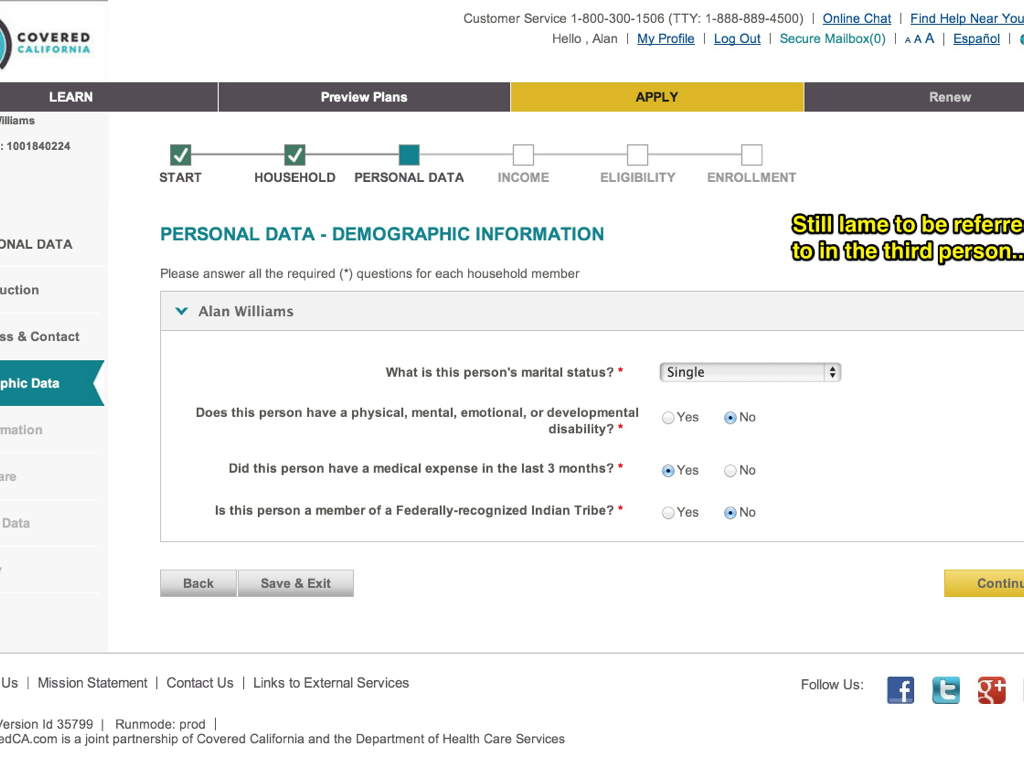 COVERED
CALIFORNIA
Customer Service 1-800-300-1506 (TTY: 1-888-889-4500) | Online Chat | Find Help Near You
Hello , Alan | My Profile | Log Out | Secure Mailbox(0) | A A A | Español |
LEARN Preview Plans APPLY Renew
Williams
: 1001840224
START HOUSEHOLD PERSONAL DATA INCOME ELIGIBILITY ENROLLMENT
ONAL DATA
uction
ss & Contact
phic Data
mation
are
Data
PERSONAL DATA - DEMOGRAPHIC INFORMATION
Still lame to be referre
to in the third person..
Please answer all the required (*) questions for each household member
Alan Williams
What is this person's marital status? * Single
Does this person have a physical, mental, emotional, or developmental
disability? * Yes No
Did this person have a medical expense in the last 3 months? * Yes No
Is this person a member of a Federally-recognized Indian Tribe? * Yes No
Back Save & Exit Continu
Us | Mission Statement | Contact Us | Links to External Services
Follow Us: f t g+
Version Id 35799 | Runmode: prod |
edCA.com is a joint partnership of Covered California and the Department of Health Care Services